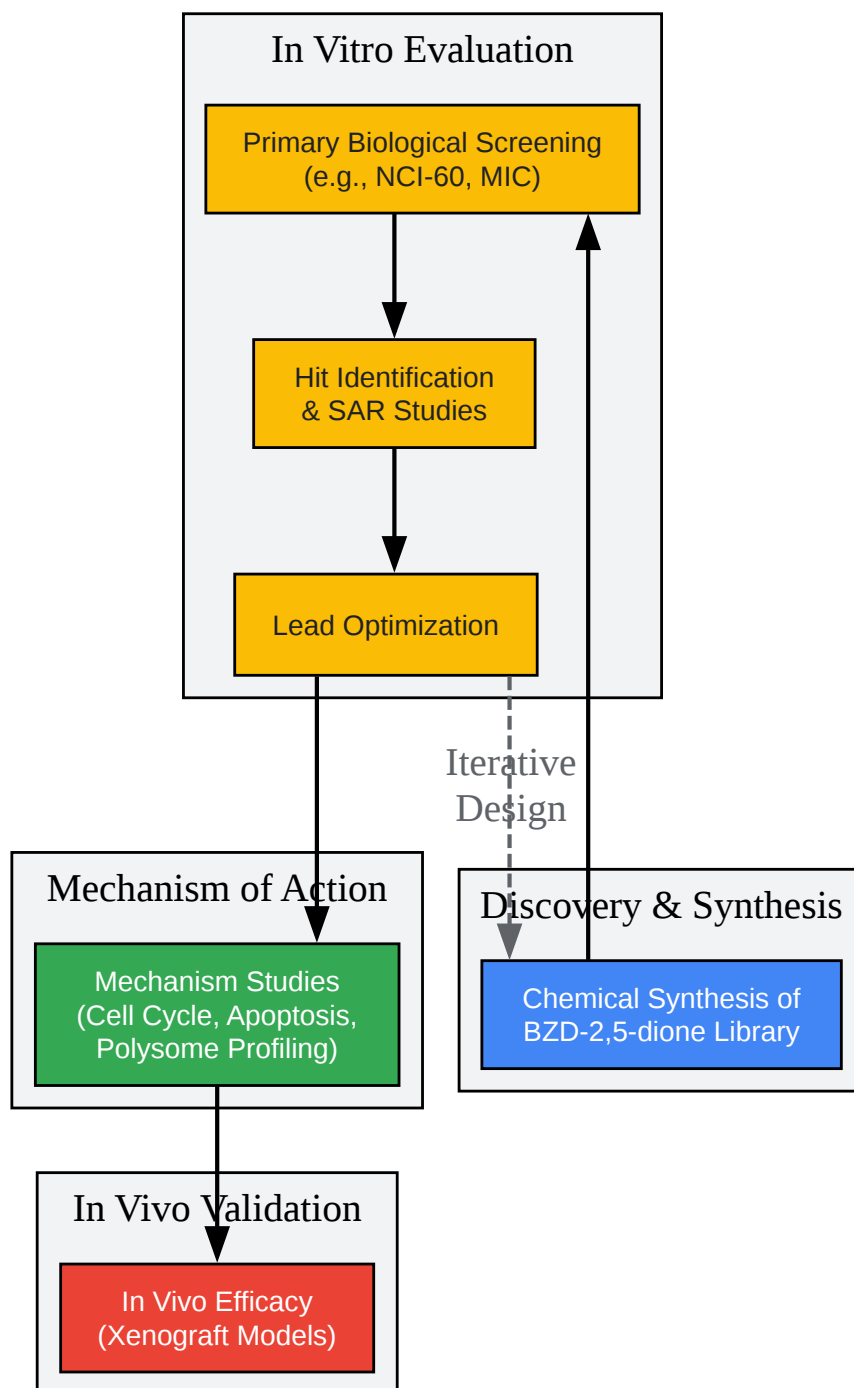 In Vitro Evaluation
Primary Biological Screening
(e.g., NCI-60, MIC)
Hit Identification
& SAR Studies
Lead Optimization
Iterative
Design
Mechanism of Action
Mechanism Studies
(Cell Cycle, Apoptosis,
Polysome Profiling)
Discovery & Synthesis
Chemical Synthesis of
BZD-2,5-dione Library
In Vivo Validation
In Vivo Efficacy
(Xenograft Models)